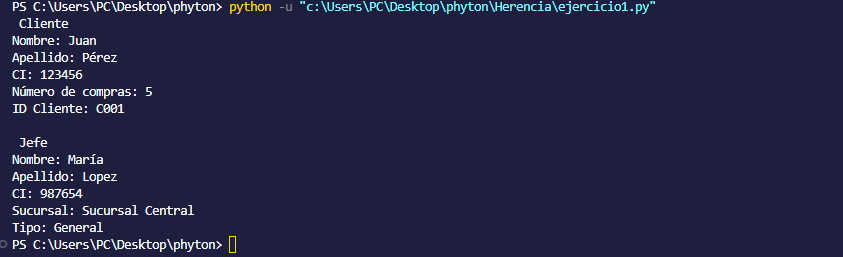 PS C:\Users\PC\Desktop\phyton> python -u "c:\Users\PC\Desktop\phyton\Herencia\ejercicio1.py"
 Cliente
Nombre: Juan
Apellido: Pérez
CI: 123456
Número de compras: 5
ID Cliente: C001

 Jefe
Nombre: María
Apellido: Lopez
CI: 987654
Sucursal: Sucursal Central
Tipo: General
PS C:\Users\PC\Desktop\phyton>